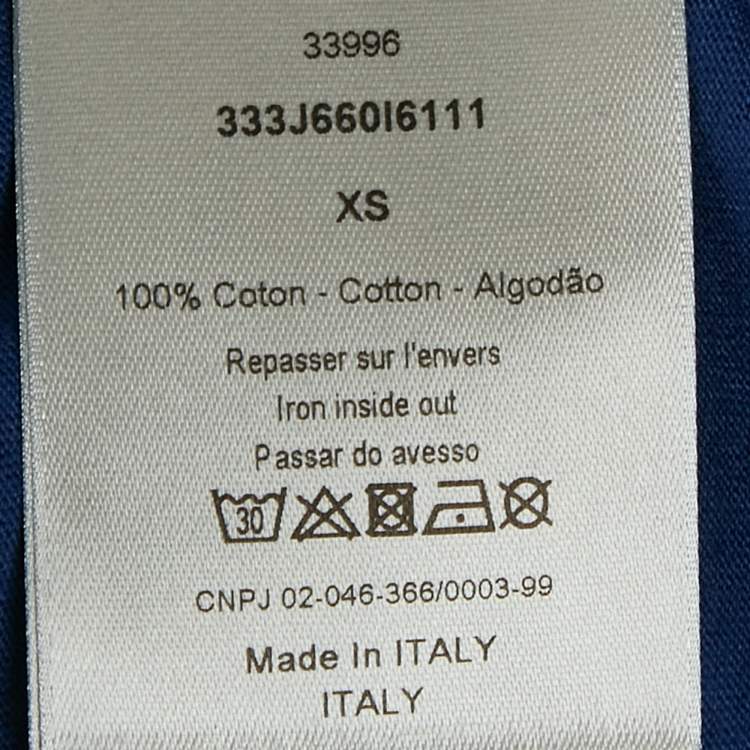 33996
333J660I6111
XS
100% Coton - Cotton - Algodão
Repasser sur l'envers
Iron inside out
Passar do avesso
30
CNPJ 02-046-366/0003-99
Made In ITALY
ITALY